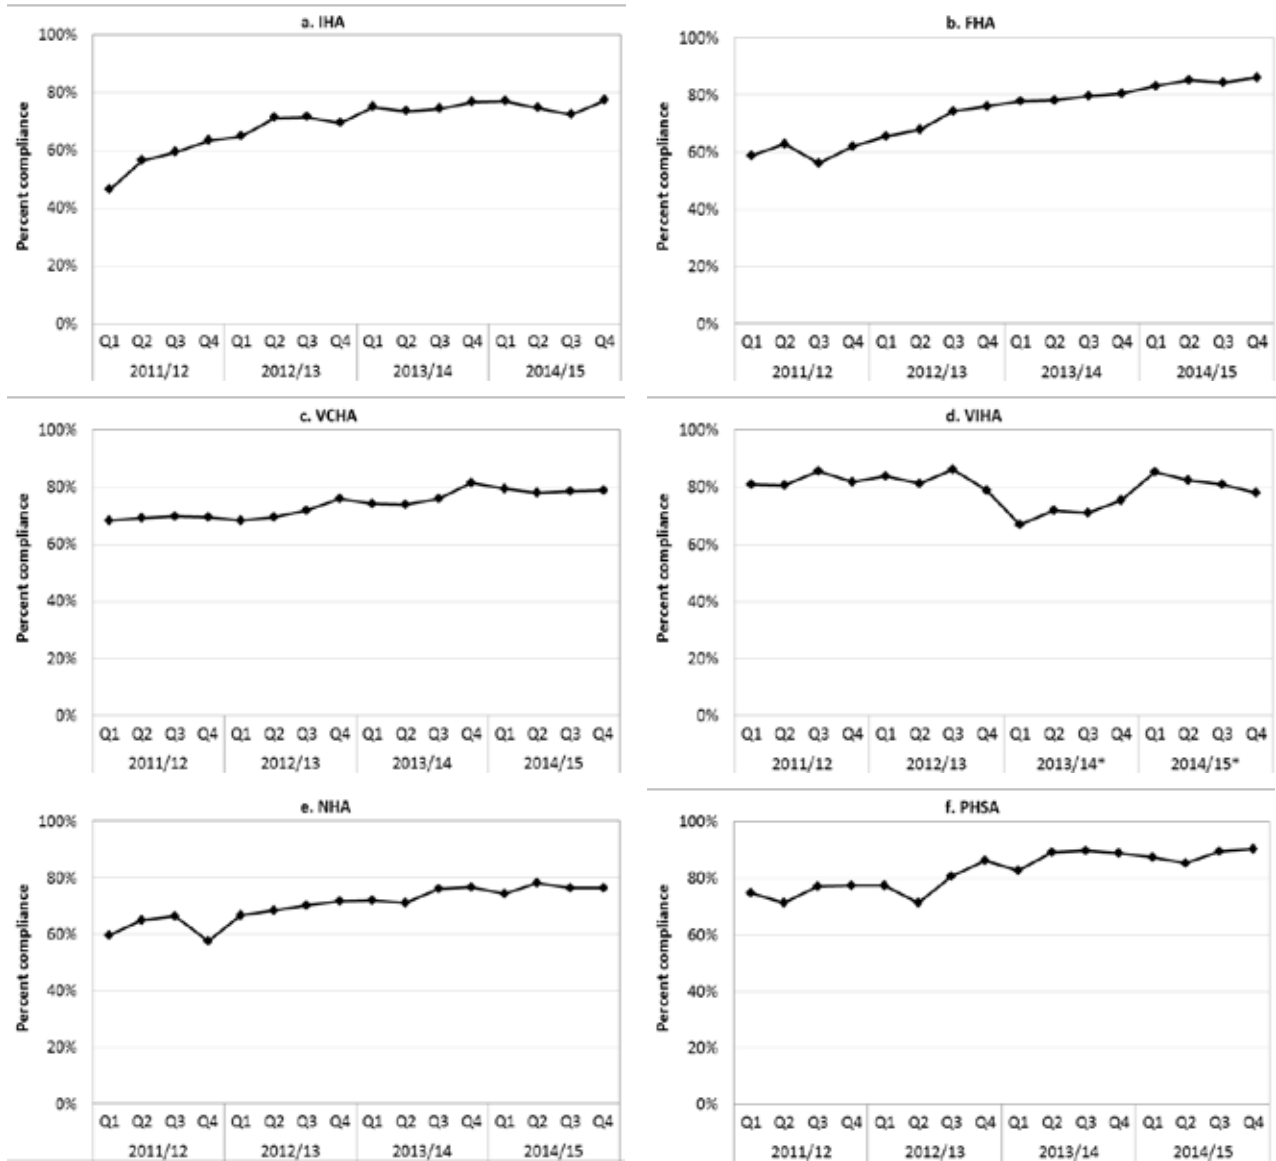 a. IHA
Percent compliance
100%
80%
60%
40%
20%
0%
Q1 Q2 Q3 Q4 Q1 Q2 Q3 Q4 Q1 Q2 Q3 Q4 Q1 Q2 Q3 Q4
2011/12 2012/13 2013/14 2014/15
b. FHA
Percent compliance
100%
80%
60%
40%
20%
0%
Q1 Q2 Q3 Q4 Q1 Q2 Q3 Q4 Q1 Q2 Q3 Q4 Q1 Q2 Q3 Q4
2011/12 2012/13 2013/14 2014/15
c. VCHA
Percent compliance
100%
80%
60%
40%
20%
0%
Q1 Q2 Q3 Q4 Q1 Q2 Q3 Q4 Q1 Q2 Q3 Q4 Q1 Q2 Q3 Q4
2011/12 2012/13 2013/14 2014/15
d. VIHA
Percent compliance
100%
80%
60%
40%
20%
0%
Q1 Q2 Q3 Q4 Q1 Q2 Q3 Q4 Q1 Q2 Q3 Q4 Q1 Q2 Q3 Q4
2011/12 2012/13 2013/14* 2014/15*
e. NHA
Percent compliance
100%
80%
60%
40%
20%
0%
Q1 Q2 Q3 Q4 Q1 Q2 Q3 Q4 Q1 Q2 Q3 Q4 Q1 Q2 Q3 Q4
2011/12 2012/13 2013/14 2014/15
f. PHSA
Percent compliance
100%
80%
60%
40%
20%
0%
Q1 Q2 Q3 Q4 Q1 Q2 Q3 Q4 Q1 Q2 Q3 Q4 Q1 Q2 Q3 Q4
2011/12 2012/13 2013/14 2014/15